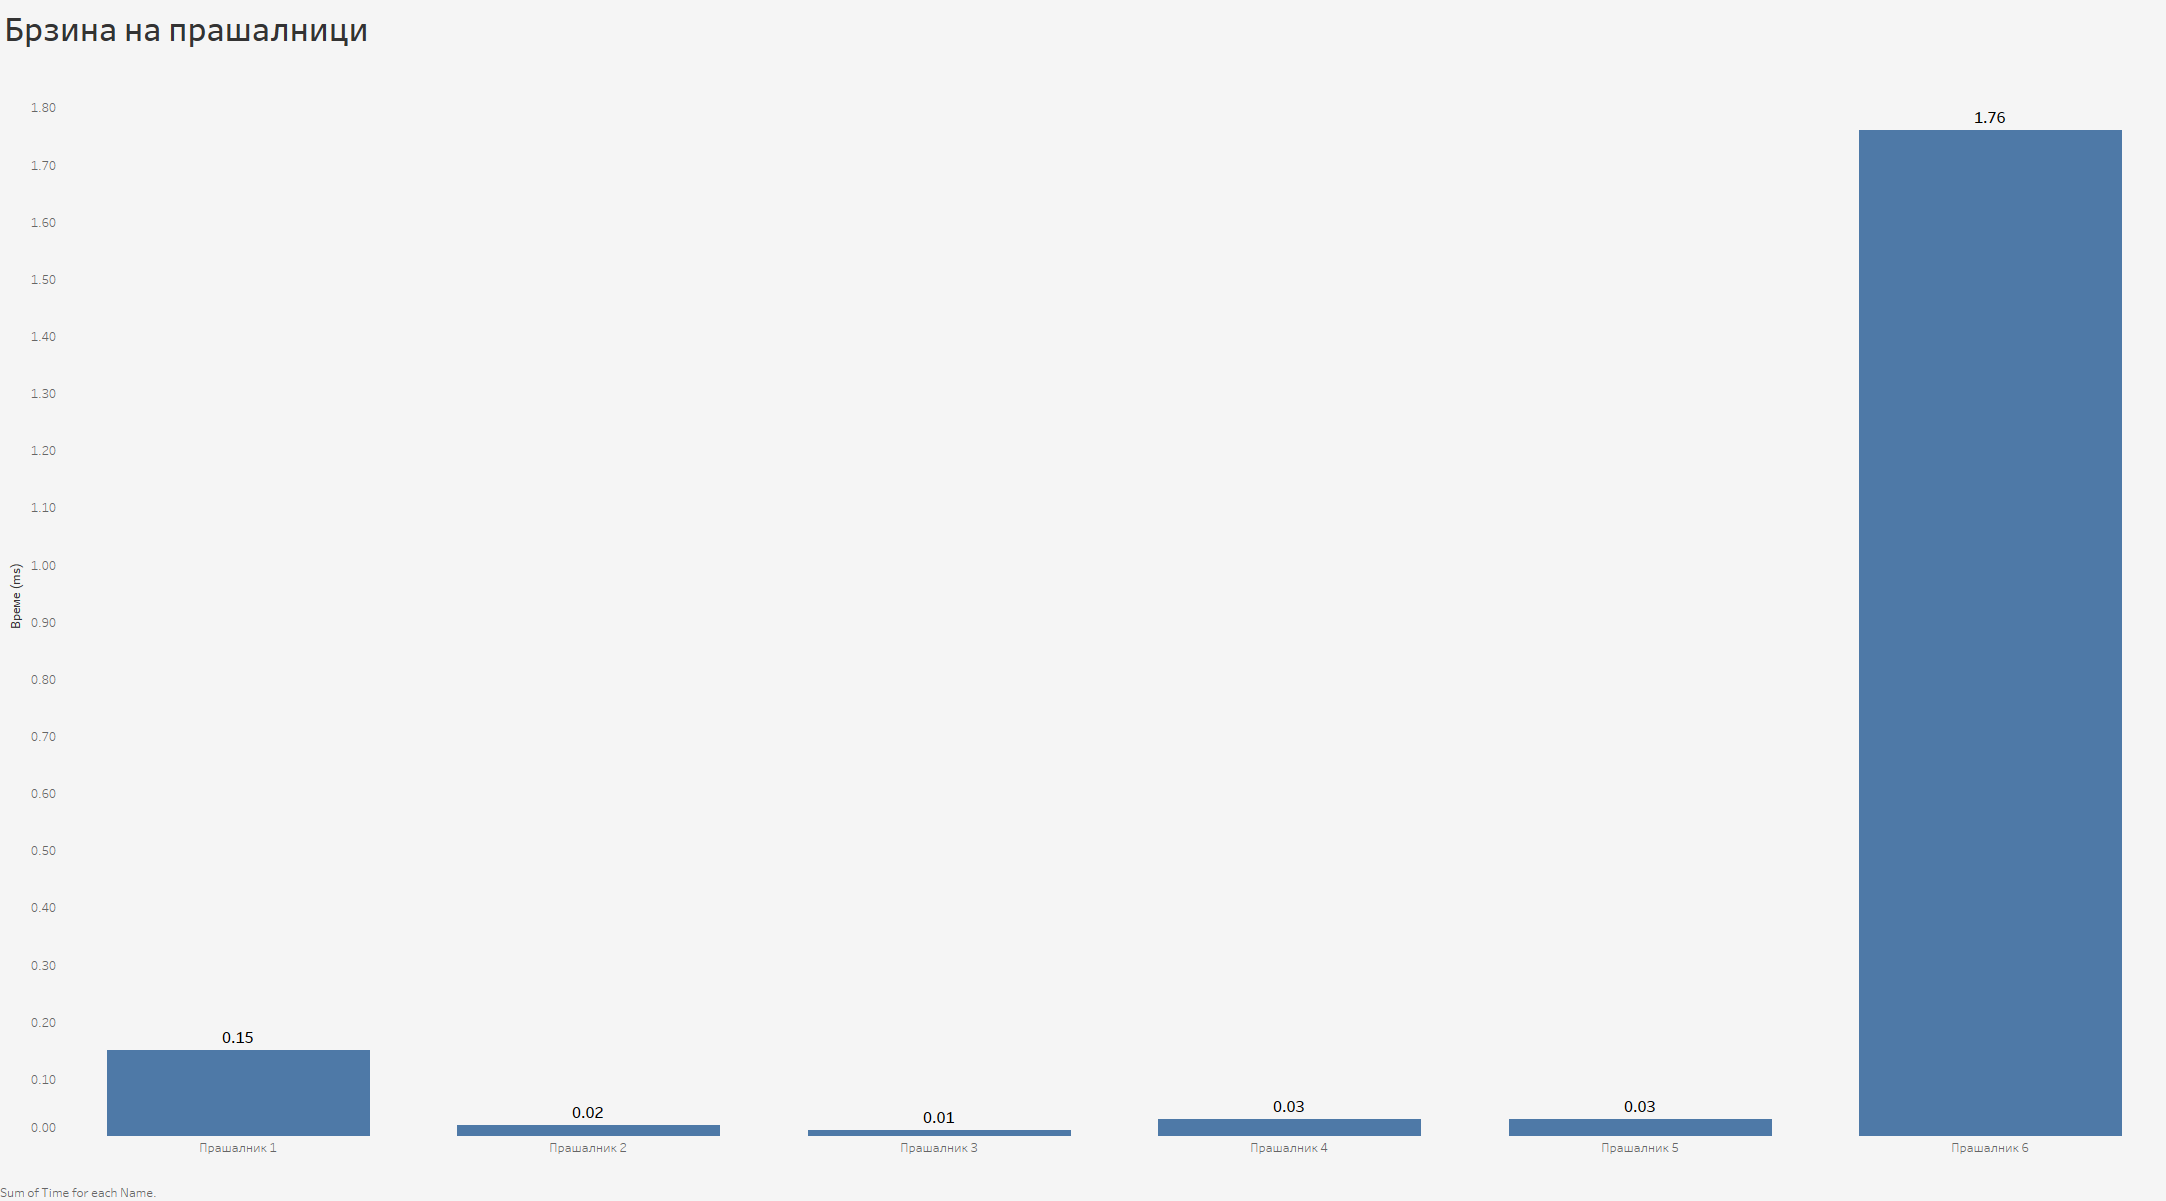 Брзина на прашалници
1.80
1.70
1.60
1.50
1.40
1.30
1.20
1.10
1.00
0.90
0.80
0.70
0.60
0.50
0.40
0.30
0.20
0.10
0.00
Време (ms)
0.15
0.02
0.01
0.03
0.03
1.76
Прашалник 1
Прашалник 2
Прашалник 3
Прашалник 4
Прашалник 5
Прашалник 6
Sum of Time for each Name.